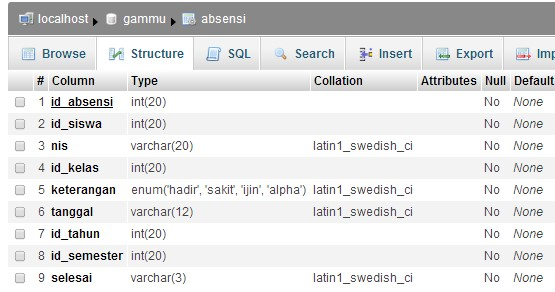 localhost gammu absensi
Browse Structure SQL Search Insert Export
# Column Type Collation Attributes Null Default
1 id_absensi int(20) No None
2 id_siswa int(20) No None
3 nis varchar(20) latin1_swedish_ci No None
4 id_kelas int(20) No None
5 keterangan enum('hadir', 'sakit', 'ijin', 'alpha') latin1_swedish_ci No None
6 tanggal varchar(12) latin1_swedish_ci No None
7 id_tahun int(20) No None
8 id_semester int(20) No None
9 selesai varchar(3) latin1_swedish_ci No None